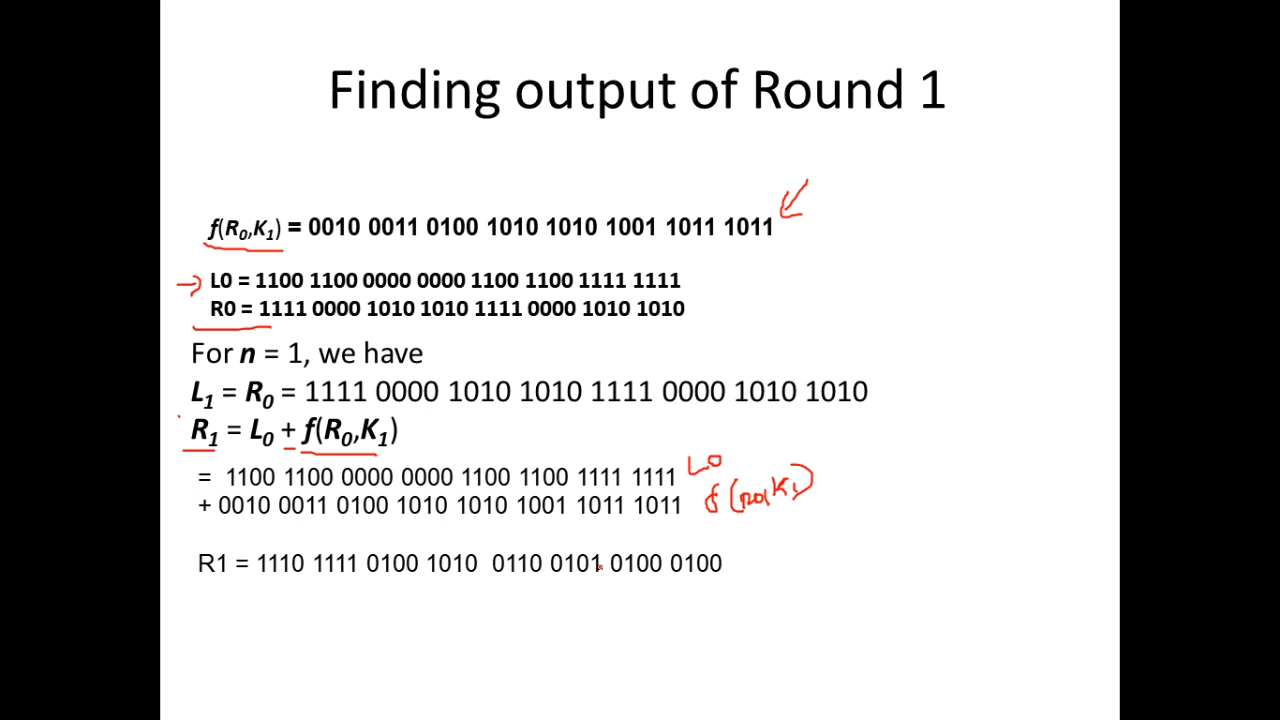 Finding output of Round 1
f(R0,K1) = 0010 0011 0100 1010 1010 1001 1011 1011
L0 = 1100 1100 0000 0000 1100 1100 1111 1111
R0 = 1111 0000 1010 1010 1111 0000 1010 1010
For n = 1, we have
L1 = R0 = 1111 0000 1010 1010 1111 0000 1010 1010
R1 = L0 + f(R0,K1)
= 1100 1100 0000 0000 1100 1100 1111 1111 L0
+ 0010 0011 0100 1010 1010 1001 1011 1011 f(R0,K1)
R1 = 1110 1111 0100 1010 0110 0101 0100 0100